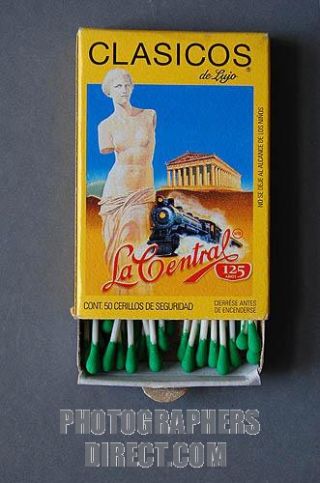 CLASICOS
de Lujo
®
NO SE DEJE AL ALCANCE DE LOS NIÑOS
La Central
125
AÑOS
CONT. 50 CERILLOS DE SEGURIDAD
CIERRESE ANTES
DE ENCENDERSE
PHOTOGRAPHERS
DIRECT.com